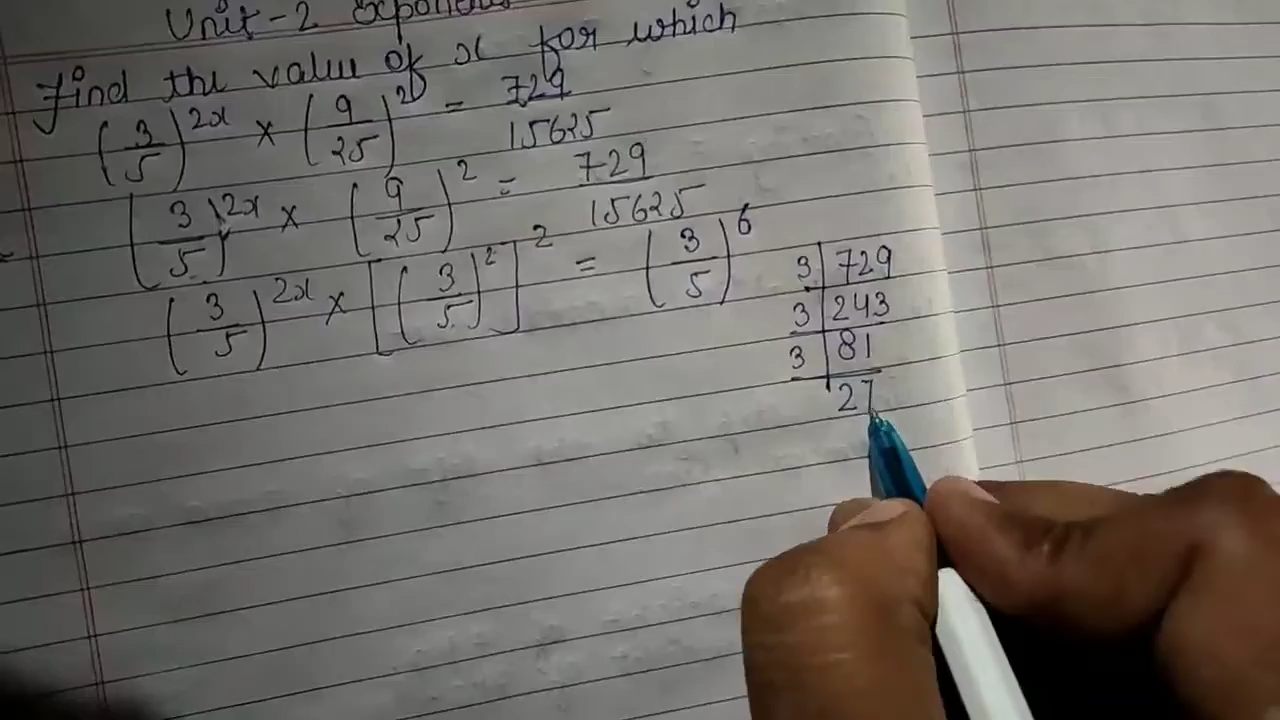 Unit-2 Exponents
Find the value of x for which
(3/5)^2x × (9/25)^2 = 729/15625
= (3/5)^2x × (9/25)^2 = 729/15625
(3/5)^2x × [(3/5)^2]^2 = (3/5)^6
3 | 729
3 | 243
3 | 81
27